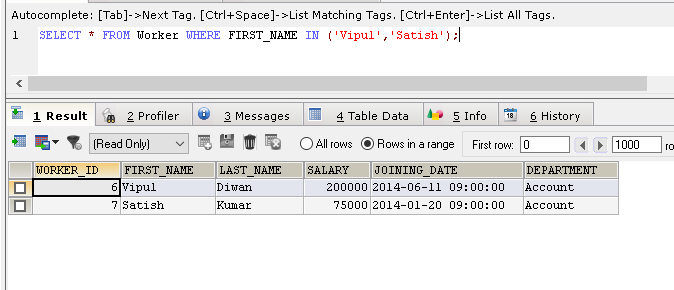 Autocomplete: [Tab]->Next Tag. [Ctrl+Space]->List Matching Tags. [Ctrl+Enter]->List All Tags.
1 SELECT * FROM Worker WHERE FIRST_NAME IN ('Vipul','Satish');
1 Result 2 Profiler 3 Messages 4 Table Data 5 Info 18 6 History
(Read Only) All rows Rows in a range First row: 0 1000 ro
WORKER_ID FIRST_NAME LAST_NAME SALARY JOINING_DATE DEPARTMENT
6 Vipul Diwan 200000 2014-06-11 09:00:00 Account
7 Satish Kumar 75000 2014-01-20 09:00:00 Account